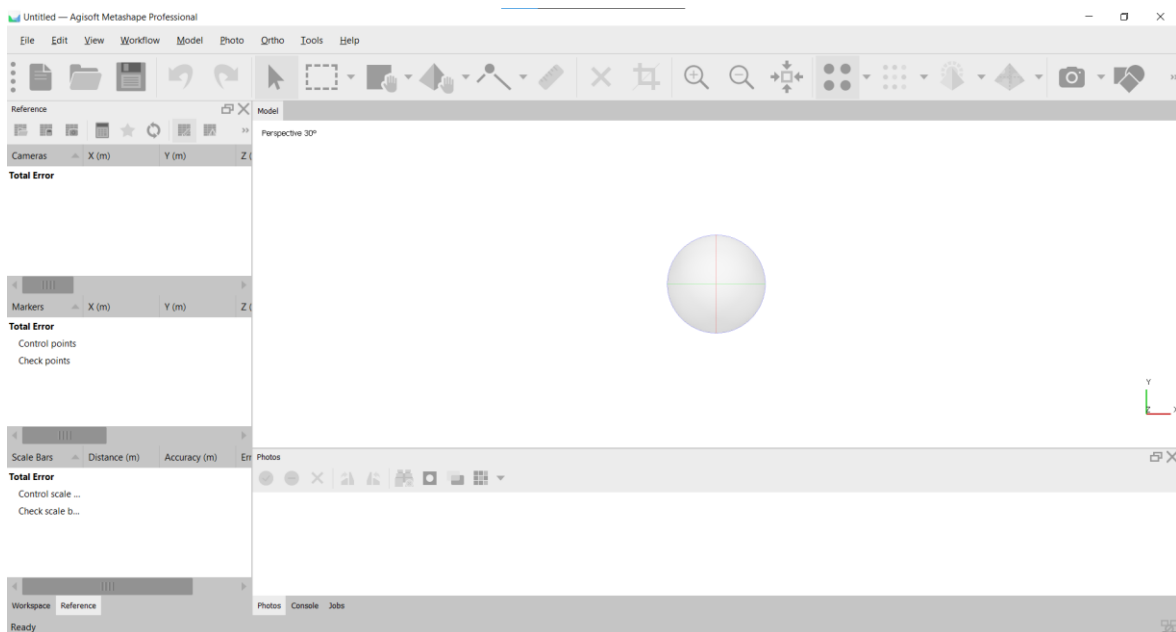 Untitled — Agisoft Metashape Professional
File Edit View Workflow Model Photo Ortho Tools Help
Reference
Cameras X (m) Y (m) Z (
Total Error
Markers X (m) Y (m) Z (
Total Error
Control points
Check points
Scale Bars Distance (m) Accuracy (m) Err
Total Error
Control scale ...
Check scale b...
Workspace Reference
Model
Perspective 30°
Y
Z X
Photos
Photos Console Jobs
Ready